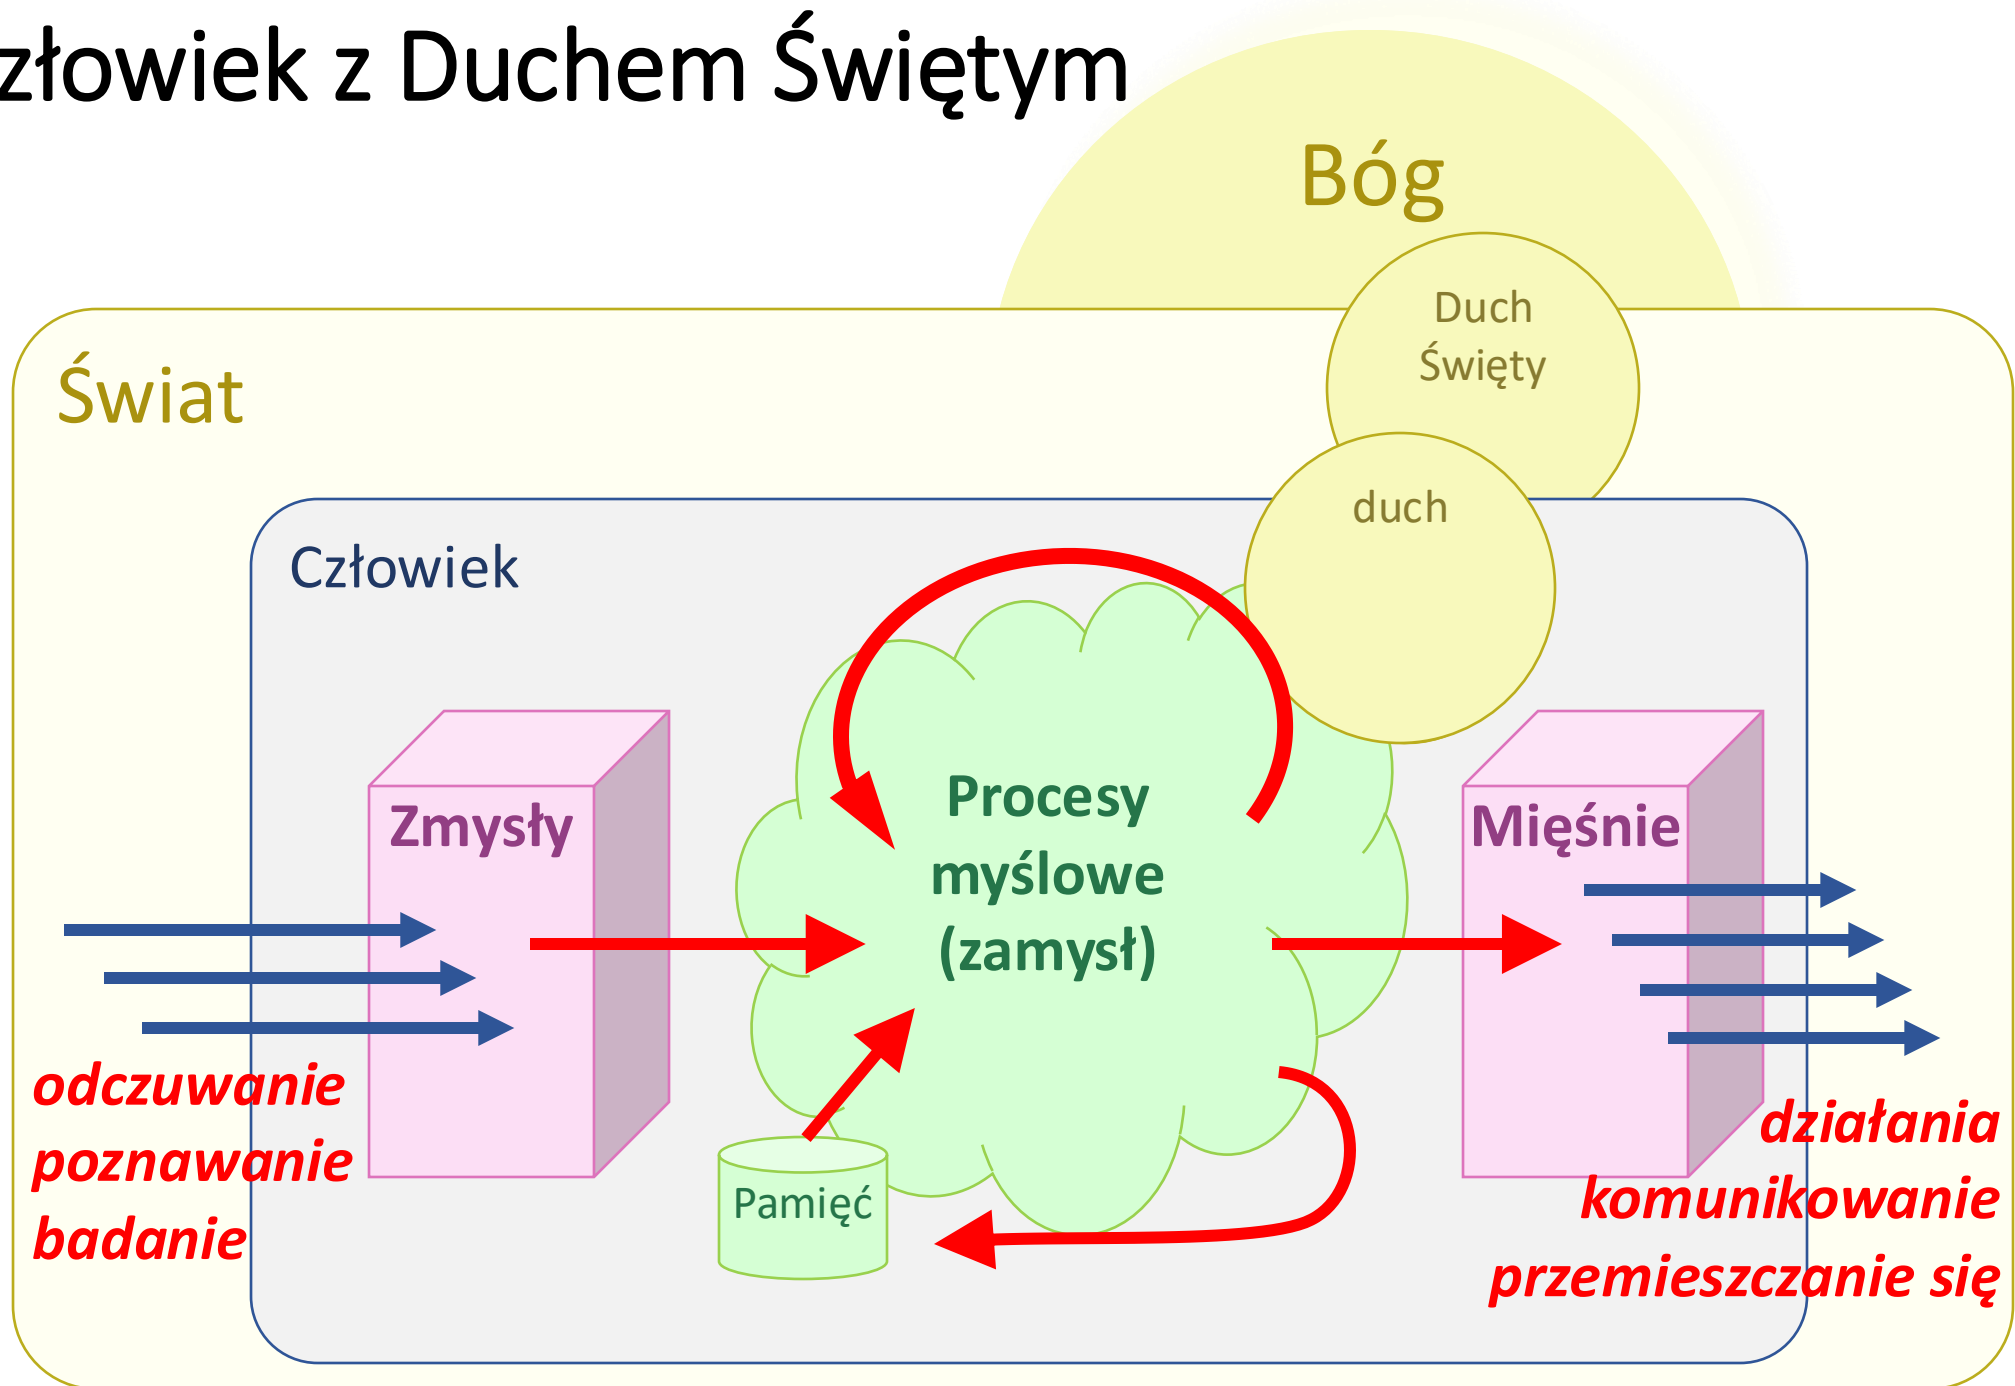 złowiek z Duchem Świętym
Bóg
Duch
Święty
Świat
duch
Człowiek
Procesy
myślowe
(zamysł)
Zmysły
Mięśnie
odczuwanie
poznawanie
badanie
Pamięć
działania
komunikowanie
przemieszczanie się